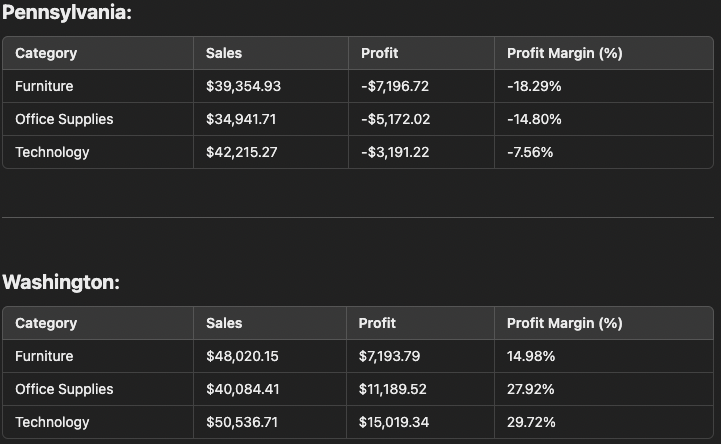 Pennsylvania:
Category Sales Profit Profit Margin (%)
Furniture $39,354.93 -$7,196.72 -18.29%
Office Supplies $34,941.71 -$5,172.02 -14.80%
Technology $42,215.27 -$3,191.22 -7.56%
Washington:
Category Sales Profit Profit Margin (%)
Furniture $48,020.15 $7,193.79 14.98%
Office Supplies $40,084.41 $11,189.52 27.92%
Technology $50,536.71 $15,019.34 29.72%